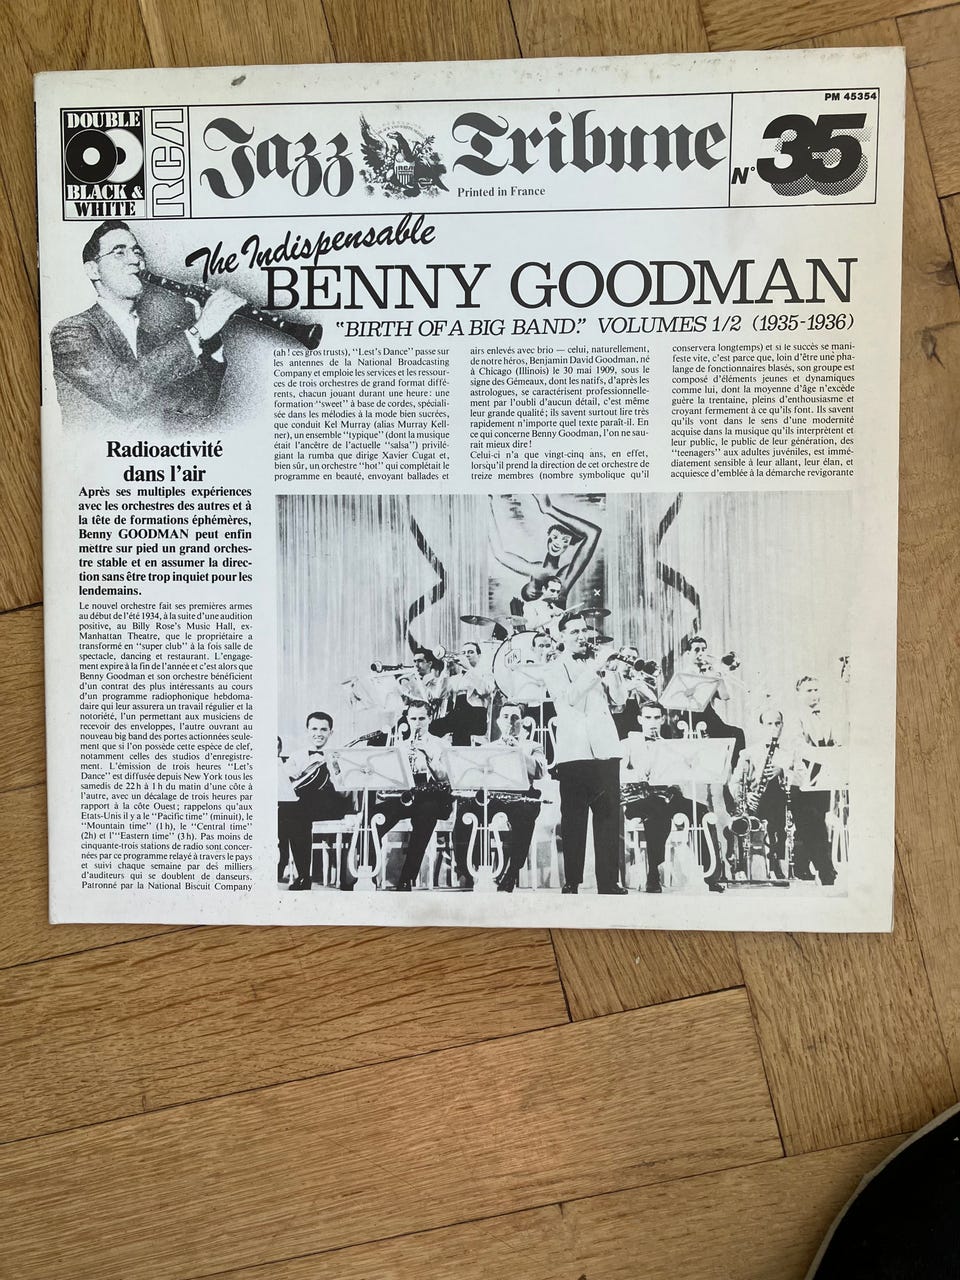 DOUBLE
BLACK &
WHITE
RCA
Jazz Tribune
Printed in France
PM 45354
N° 35
The Indispensable
BENNY GOODMAN
"BIRTH OF A BIG BAND." VOLUMES 1/2 (1935-1936)
Radioactivité
dans l'air
Après ses multiples expériences
avec les orchestres des autres et à
la tête de formations éphémères,
Benny GOODMAN peut enfin
mettre sur pied un grand orches-
tre stable et en assumer la direc-
tion sans être trop inquiet pour les
lendemains.
Le nouvel orchestre fait ses premières armes
au début de l'été 1934, à la suite d'une audition
positive, au Billy Rose's Music Hall, ex-
Manhattan Theatre, que le propriétaire a
transformé en "super club" à la fois salle de
spectacle, dancing et restaurant. L'engage-
ment expire à la fin de l'année et c'est alors que
Benny Goodman et son orchestre bénéficient
d'un contrat des plus intéressants au cours
d'un programme radiophonique hebdoma-
daire qui leur assurera un travail régulier et la
notoriété, l'un permettant aux musiciens de
recevoir des enveloppes, l'autre ouvrant au
nouveau big band des portes actionnées seule-
ment que si l'on possède cette espèce de clef,
notamment celles des studios d'enregistre-
ment. L'émission de trois heures "Let's
Dance" est diffusée depuis New York tous les
samedis de 22 h à 1 h du matin d'une côte à
l'autre, avec un décalage de trois heures par
rapport à la côte Ouest; rappelons qu'aux
Etats-Unis il y a le "Pacific time" (minuit), le
"Mountain time" (1 h), le "Central time"
(2h) et l'"Eastern time" (3 h). Pas moins de
cinquante-trois stations de radio sont concer-
nées par ce programme relayé à travers le pays
et suivi chaque semaine par des milliers
d'auditeurs qui se doublent de danseurs.
Patronné par la National Biscuit Company
(ah ! ces gros trusts), "Lest's Dance" passe sur
les antennes de la National Broadcasting
Company et emploie les services et les ressour-
ces de trois orchestres de grand format diffé-
rents, chacun jouant durant une heure : une
formation "sweet" à base de cordes, spéciali-
sée dans les mélodies à la mode bien sucrées,
que conduit Kel Murray (alias Murray Kell-
ner), un ensemble "typique" (dont la musique
était l'ancêtre de l'actuelle "salsa") privilé-
giant la rumba que dirige Xavier Cugat et,
bien sûr, un orchestre "hot" qui complétait le
programme en beauté, envoyant ballades et
airs enlevés avec brio — celui, naturellement,
de notre héros, Benjamin David Goodman, né
à Chicago (Illinois) le 30 mai 1909, sous le
signe des Gémeaux, dont les natifs, d'après les
astrologues, se caractérisent professionnelle-
ment par l'oubli d'aucun détail, c'est même
leur grande qualité; ils savent surtout lire très
rapidement n'importe quel texte paraît-il. En
ce qui concerne Benny Goodman, l'on ne sau-
rait mieux dire !
Celui-ci n'a que vingt-cinq ans, en effet,
lorsqu'il prend la direction de cet orchestre de
treize membres (nombre symbolique qu'il
conservera longtemps) et si le succès se mani-
feste vite, c'est parce que, loin d'être une pha-
lange de fonctionnaires blasés, son groupe est
composé d'éléments jeunes et dynamiques
comme lui, dont la moyenne d'âge n'excède
guère la trentaine, pleins d'enthousiasme et
croyant fermement à ce qu'ils font. Ils savent
qu'ils vont dans le sens d'une modernité
acquise dans la musique qu'ils interprètent et
leur public, le public de leur génération, des
"teenagers" aux adultes juvéniles, est immé-
diatement sensible à leur allant, leur élan, et
acquiesce d'emblée à la démarche revigorante